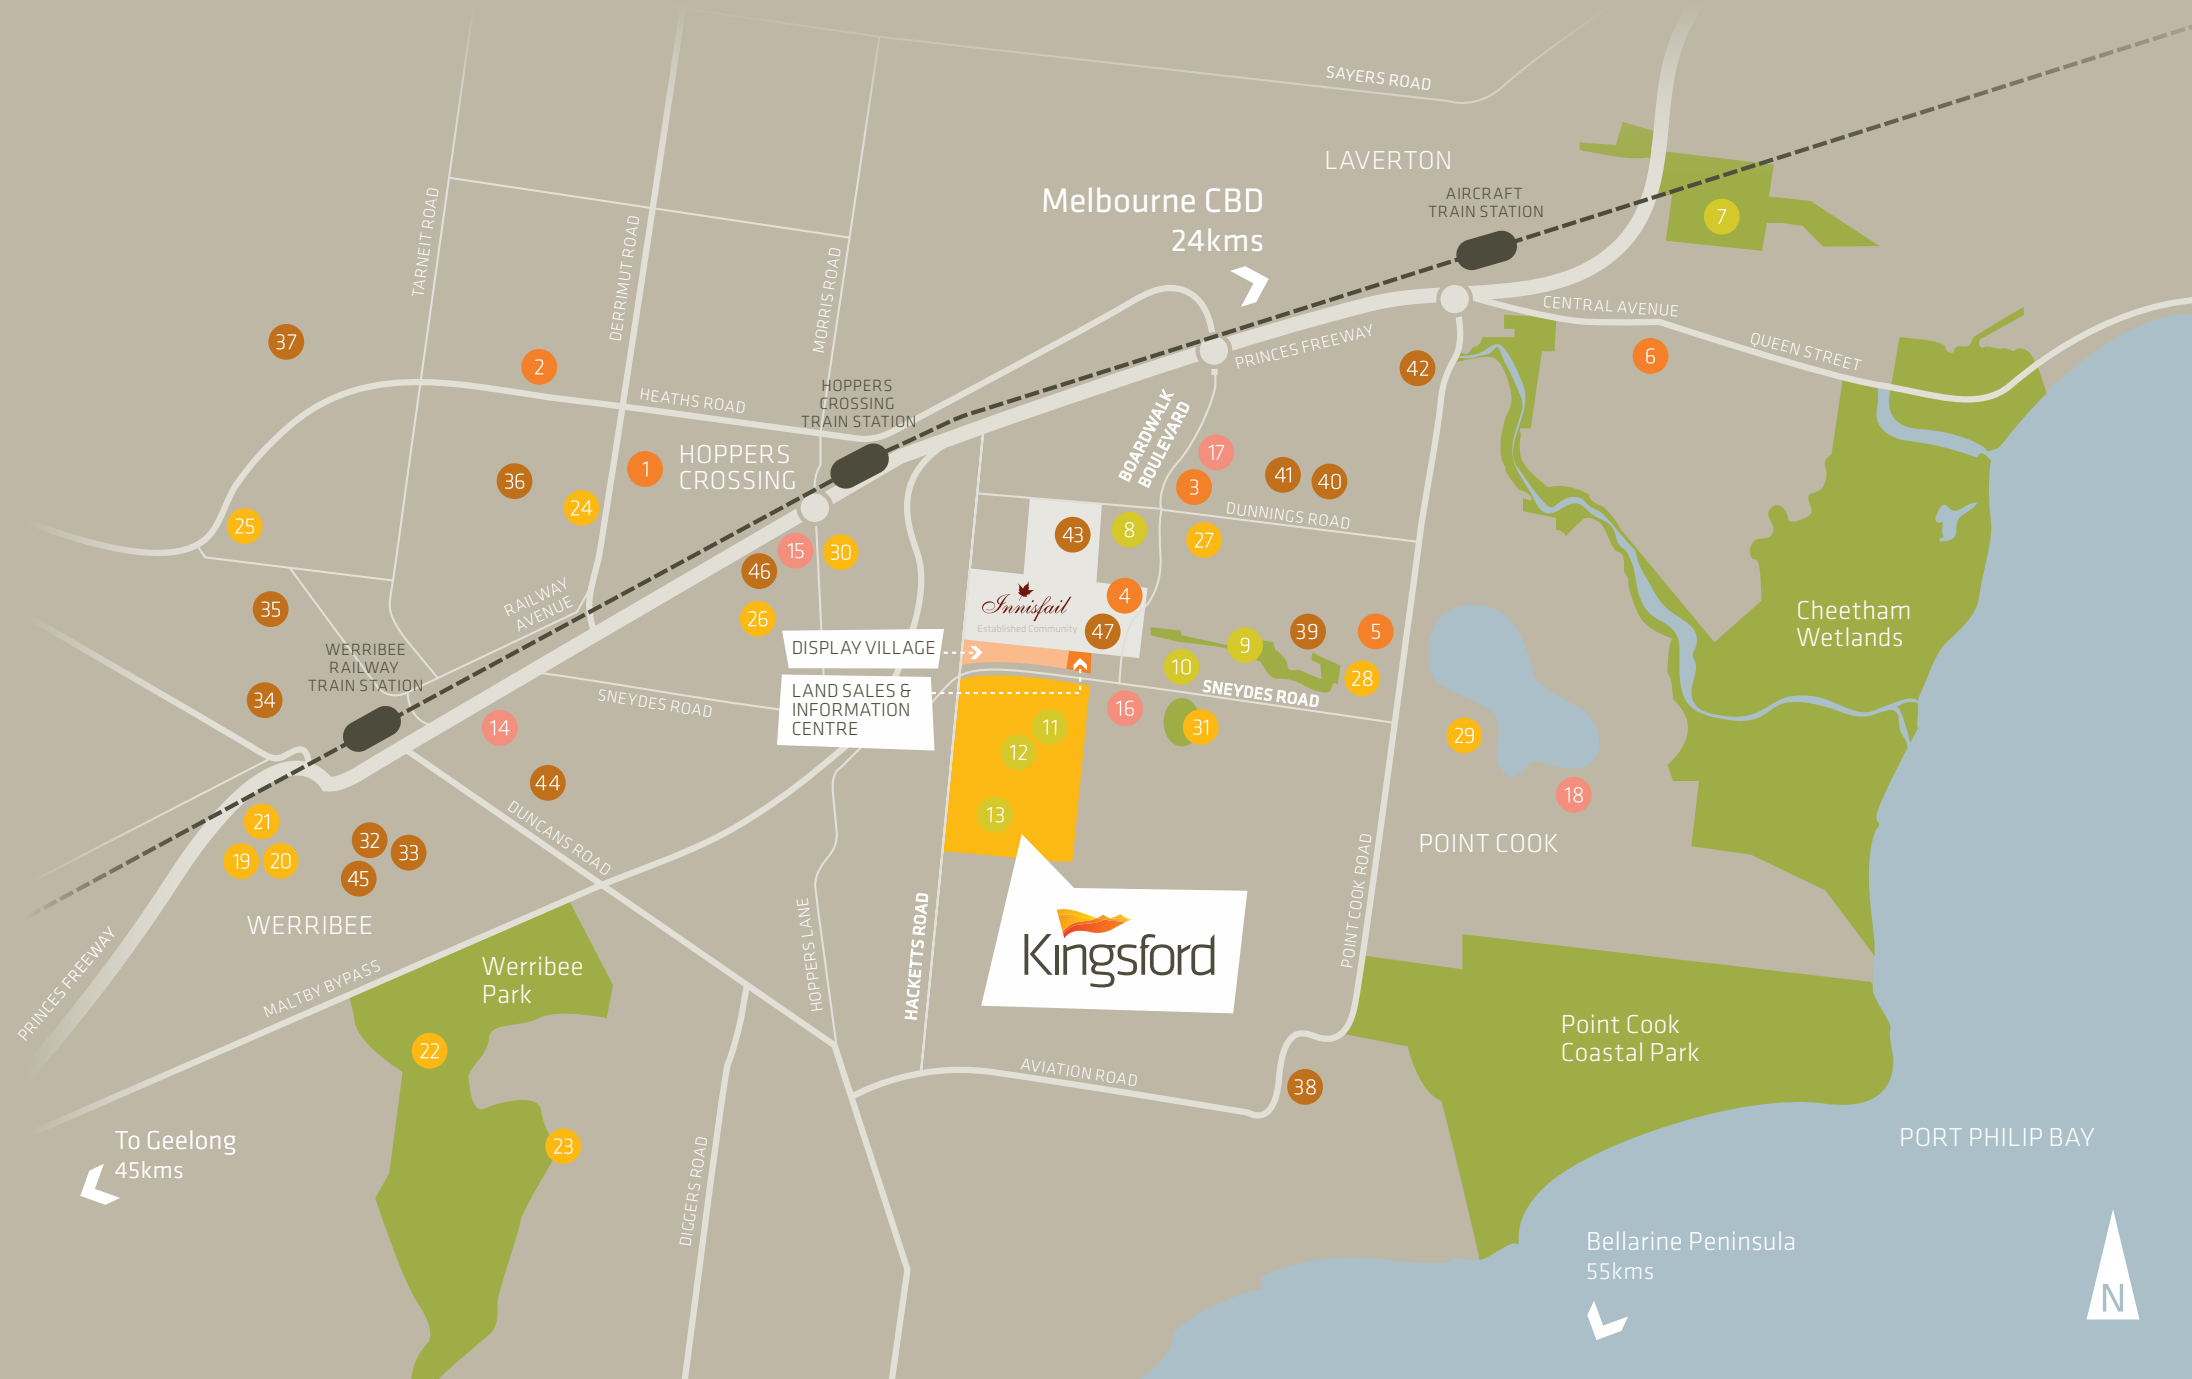 SAYERS ROAD
LAVERTON
AIRCRAFT
TRAIN STATION
Melbourne CBD
24kms
7
TARNEIT ROAD
DERRIMUT ROAD
MORRIS ROAD
CENTRAL AVENUE
QUEEN STREET
PRINCES FREEWAY
37
2
42
6
HEATHS ROAD
HOPPERS
CROSSING
TRAIN STATION
BOARDWALK
BOULEVARD
HOPPERS
CROSSING
1
36
24
25
17
3
41
40
DUNNINGS ROAD
43
8
27
15
30
46
26
RAILWAY
AVENUE
35
Innisfail
Established Community
4
47
39
5
9
10
28
Cheetham
Wetlands
WERRIBEE
RAILWAY
TRAIN STATION
34
DISPLAY VILLAGE
LAND SALES &
INFORMATION
CENTRE
SNEYDES ROAD
SNEYDES ROAD
14
16
31
29
11
12
13
18
44
DUNCANS ROAD
21
19
20
32
33
45
POINT COOK
POINT COOK ROAD
WERRIBEE
HOPPERS LANE
HACKETTS ROAD
Kingsford
PRINCES FREEWAY
MALTBY BYPASS
Werribee
Park
22
Point Cook
Coastal Park
AVIATION ROAD
38
To Geelong
45kms
23
DIGGERS ROAD
PORT PHILIP BAY
Bellarine Peninsula
55kms
N